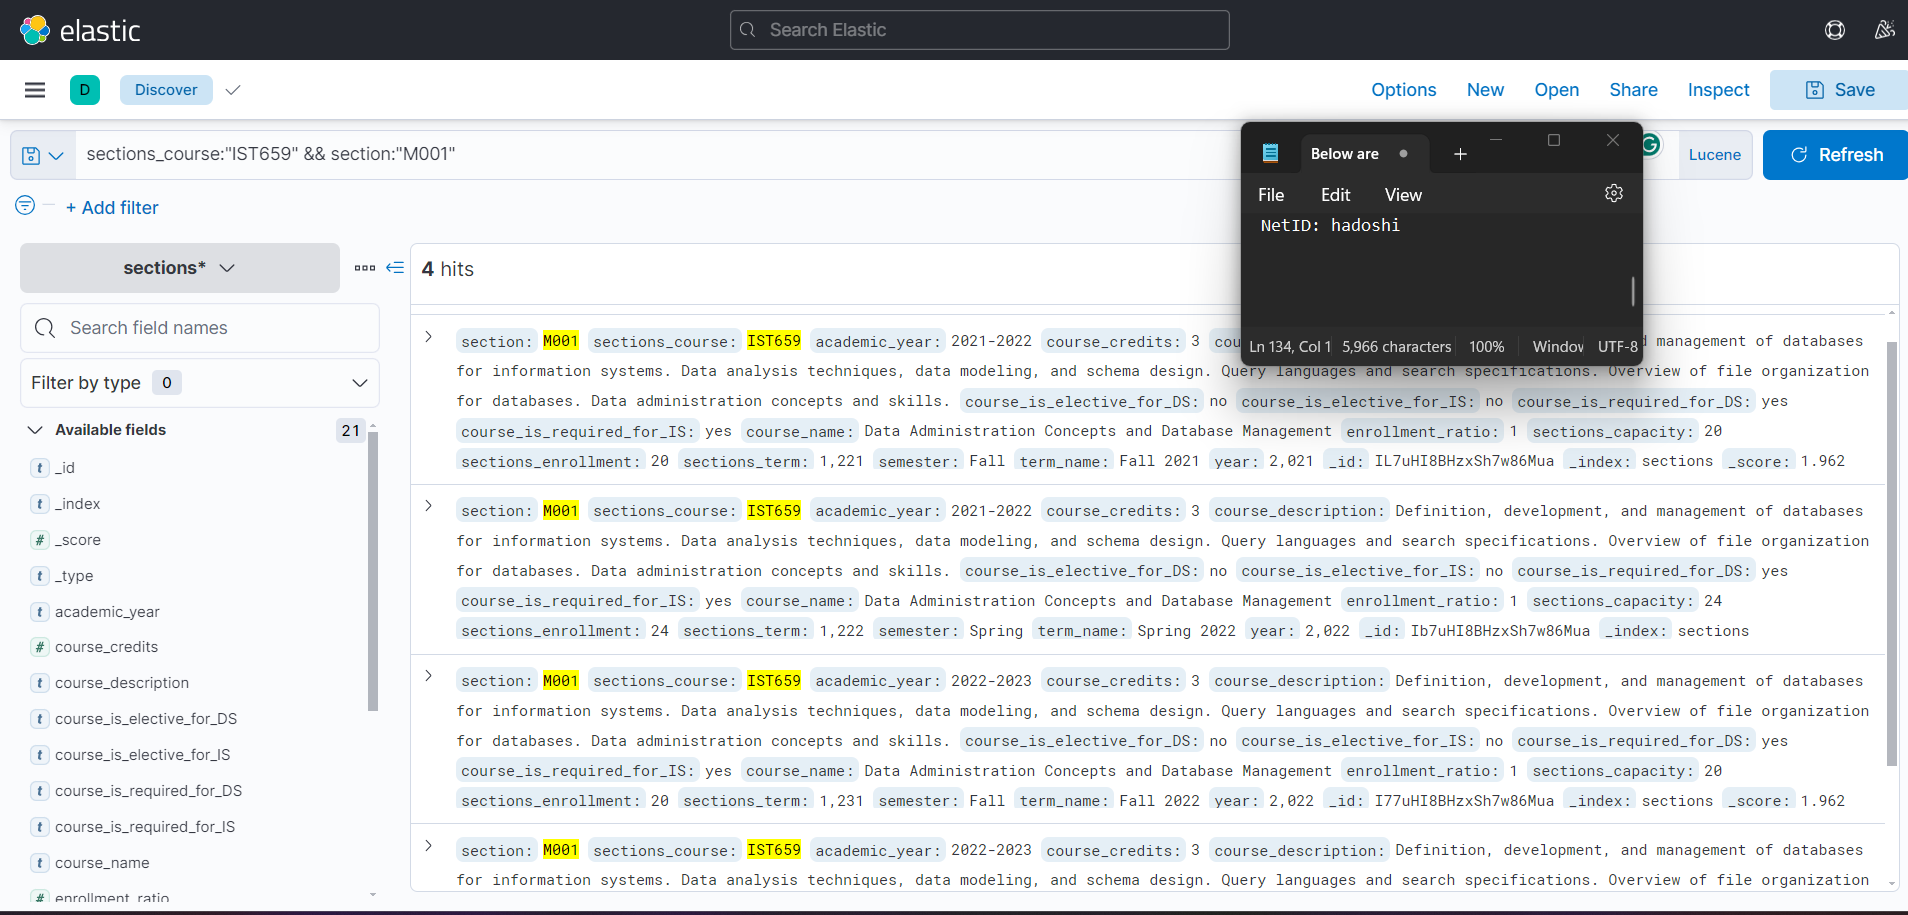 elastic
Search Elastic
D
Discover
Options New Open Share Inspect Save
sections_course:"IST659" && section:"M001"
Lucene
Refresh
+ Add filter
Below are
File Edit View
NetID: hadoshi
Ln 134, Col 1 5,966 characters 100% Window UTF-8
sections*
Search field names
Filter by type 0
Available fields 21
t _id
t _index
# _score
t _type
t academic_year
# course_credits
t course_description
t course_is_elective_for_DS
t course_is_elective_for_IS
t course_is_required_for_DS
t course_is_required_for_IS
t course_name
# enrollment_ratio
4 hits
section: M001 sections_course: IST659 academic_year: 2021-2022 course_credits: 3 cou d management of databases
for information systems. Data analysis techniques, data modeling, and schema design. Query languages and search specifications. Overview of file organization
for databases. Data administration concepts and skills. course_is_elective_for_DS: no course_is_elective_for_IS: no course_is_required_for_DS: yes
course_is_required_for_IS: yes course_name: Data Administration Concepts and Database Management enrollment_ratio: 1 sections_capacity: 20
sections_enrollment: 20 sections_term: 1,221 semester: Fall term_name: Fall 2021 year: 2,021 _id: IL7uHI8BHzxSh7w86Mua _index: sections _score: 1.962
section: M001 sections_course: IST659 academic_year: 2021-2022 course_credits: 3 course_description: Definition, development, and management of databases
for information systems. Data analysis techniques, data modeling, and schema design. Query languages and search specifications. Overview of file organization
for databases. Data administration concepts and skills. course_is_elective_for_DS: no course_is_elective_for_IS: no course_is_required_for_DS: yes
course_is_required_for_IS: yes course_name: Data Administration Concepts and Database Management enrollment_ratio: 1 sections_capacity: 24
sections_enrollment: 24 sections_term: 1,222 semester: Spring term_name: Spring 2022 year: 2,022 _id: Ib7uHI8BHzxSh7w86Mua _index: sections
section: M001 sections_course: IST659 academic_year: 2022-2023 course_credits: 3 course_description: Definition, development, and management of databases
for information systems. Data analysis techniques, data modeling, and schema design. Query languages and search specifications. Overview of file organization
for databases. Data administration concepts and skills. course_is_elective_for_DS: no course_is_elective_for_IS: no course_is_required_for_DS: yes
course_is_required_for_IS: yes course_name: Data Administration Concepts and Database Management enrollment_ratio: 1 sections_capacity: 20
sections_enrollment: 20 sections_term: 1,231 semester: Fall term_name: Fall 2022 year: 2,022 _id: I77uHI8BHzxSh7w86Mua _index: sections _score: 1.962
section: M001 sections_course: IST659 academic_year: 2022-2023 course_credits: 3 course_description: Definition, development, and management of databases
for information systems. Data analysis techniques, data modeling, and schema design. Query languages and search specifications. Overview of file organization